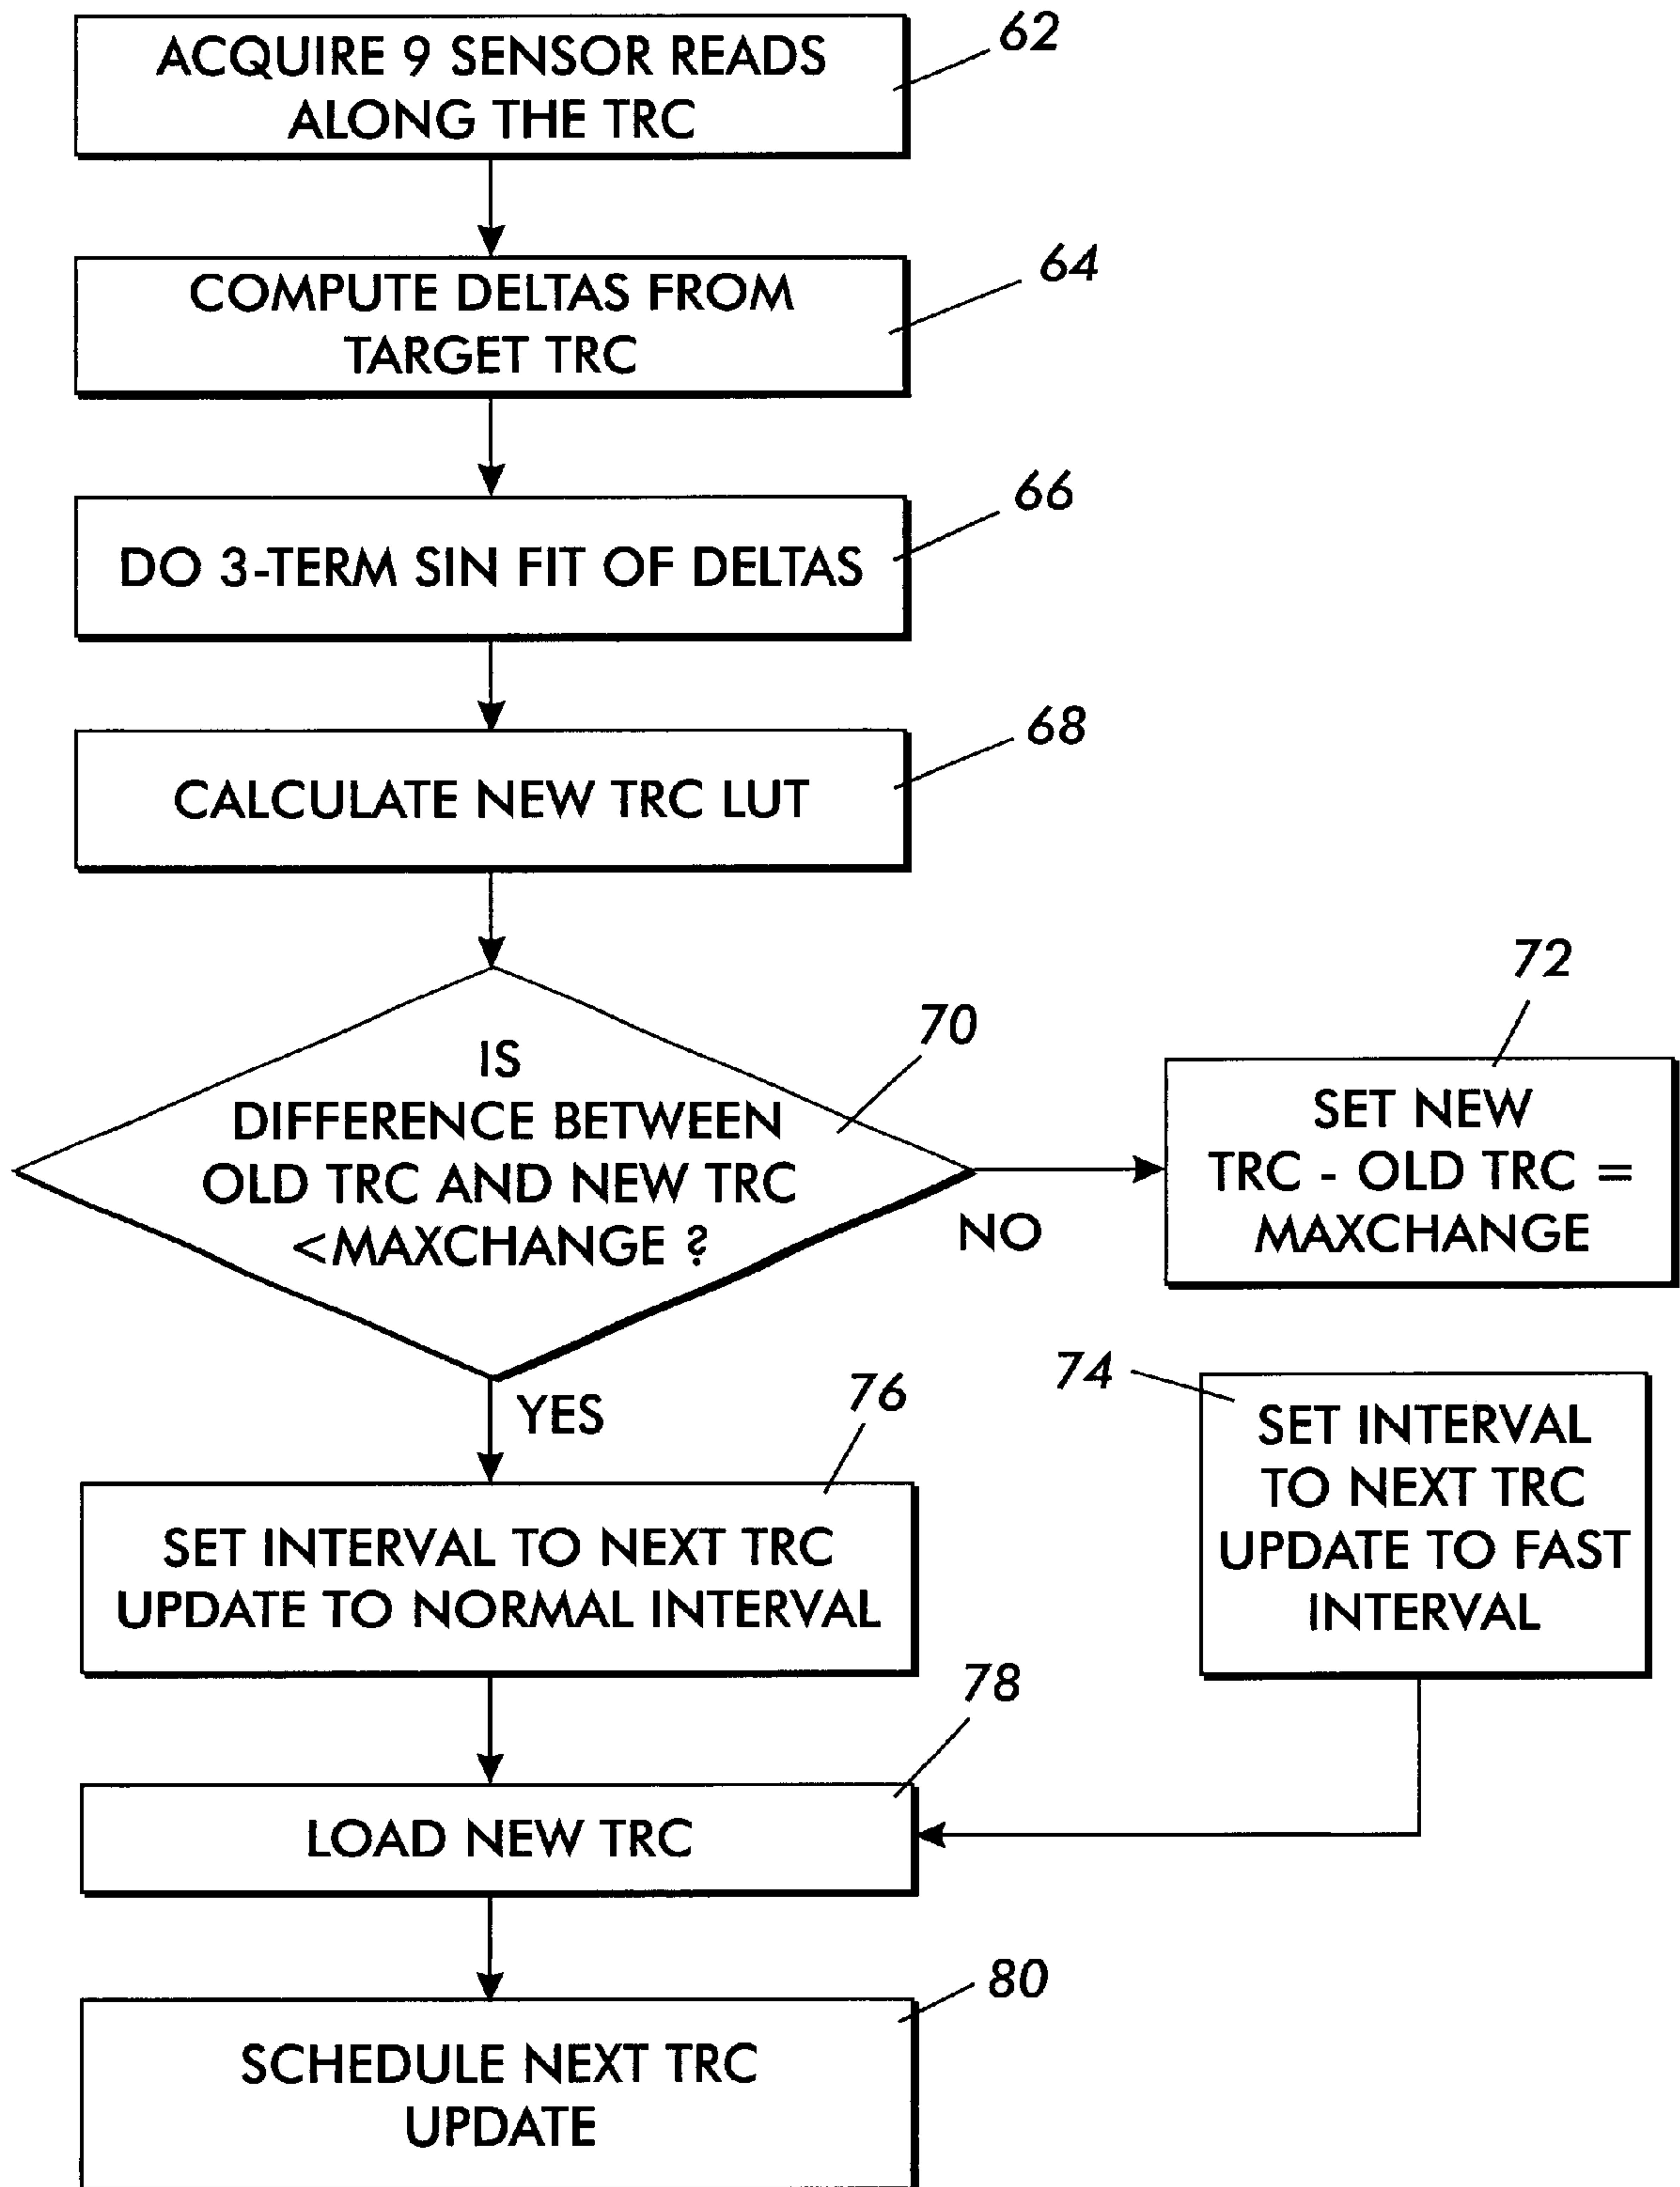 ACQUIRE 9 SENSOR READS
ALONG THE TRC
62
COMPUTE DELTAS FROM
TARGET TRC
64
DO 3-TERM SIN FIT OF DELTAS
66
CALCULATE NEW TRC LUT
68
IS
DIFFERENCE BETWEEN
OLD TRC AND NEW TRC
<MAXCHANGE ?
70
NO
72
SET NEW
TRC - OLD TRC =
MAXCHANGE
YES
74
SET INTERVAL
TO NEXT TRC
UPDATE TO FAST
INTERVAL
76
SET INTERVAL TO NEXT TRC
UPDATE TO NORMAL INTERVAL
78
LOAD NEW TRC
80
SCHEDULE NEXT TRC
UPDATE